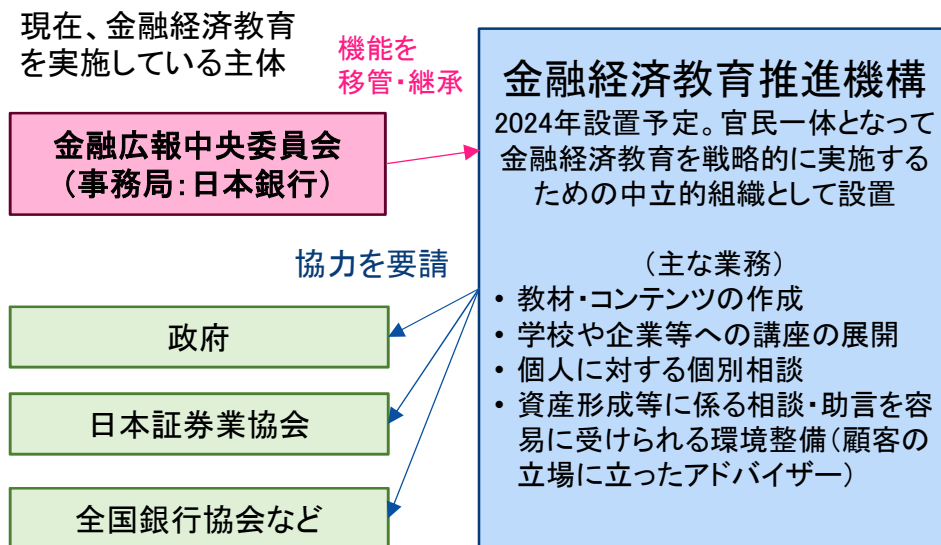 現在、金融経済教育
を実施している主体
機能を
移管・継承
金融広報中央委員会
（事務局：日本銀行）
協力を要請
政府
日本証券業協会
全国銀行協会など
金融経済教育推進機構
2024年設置予定。官民一体となって
金融経済教育を戦略的に実施する
ための中立的組織として設置
（主な業務）
• 教材・コンテンツの作成
• 学校や企業等への講座の展開
• 個人に対する個別相談
• 資産形成等に係る相談・助言を容
易に受けられる環境整備（顧客の
立場に立ったアドバイザー）